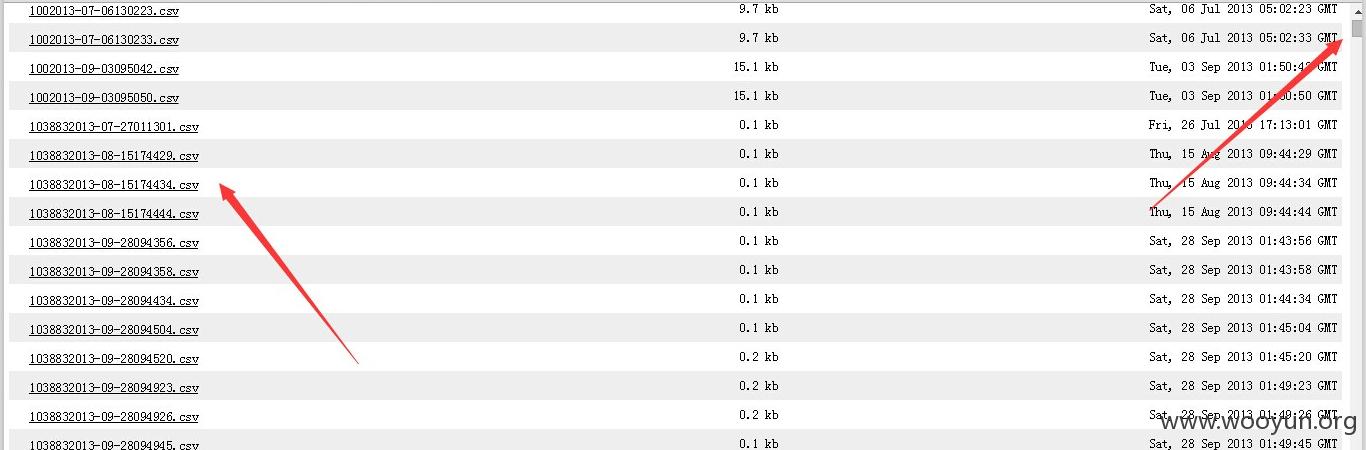 1002013-07-06130223.csv 9.7 kb Sat, 06 Jul 2013 05:02:23 GMT
1002013-07-06130233.csv 9.7 kb Sat, 06 Jul 2013 05:02:33 GMT
1002013-09-03095042.csv 15.1 kb Tue, 03 Sep 2013 01:50:42 GMT
1002013-09-03095050.csv 15.1 kb Tue, 03 Sep 2013 01:50:50 GMT
1038832013-07-27011301.csv 0.1 kb Fri, 26 Jul 2013 17:13:01 GMT
1038832013-08-15174429.csv 0.1 kb Thu, 15 Aug 2013 09:44:29 GMT
1038832013-08-15174434.csv 0.1 kb Thu, 15 Aug 2013 09:44:34 GMT
1038832013-08-15174444.csv 0.1 kb Thu, 15 Aug 2013 09:44:44 GMT
1038832013-09-28094356.csv 0.1 kb Sat, 28 Sep 2013 01:43:56 GMT
1038832013-09-28094358.csv 0.1 kb Sat, 28 Sep 2013 01:43:58 GMT
1038832013-09-28094434.csv 0.1 kb Sat, 28 Sep 2013 01:44:34 GMT
1038832013-09-28094504.csv 0.1 kb Sat, 28 Sep 2013 01:45:04 GMT
1038832013-09-28094520.csv 0.2 kb Sat, 28 Sep 2013 01:45:20 GMT
1038832013-09-28094923.csv 0.2 kb Sat, 28 Sep 2013 01:49:23 GMT
1038832013-09-28094926.csv 0.2 kb Sat, 28 Sep 2013 01:49:26 GMT
www.wooyun.org
1038832013-09-28094945.csv 0.1 kb Sat, 28 Sep 2013 01:49:45 GMT